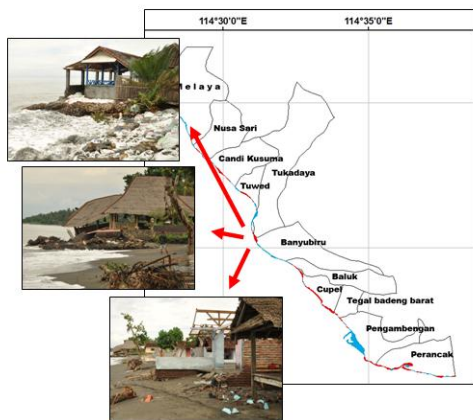 114°30'0"E
114°35'0"E
elaya
Nusa Sari
Candi Kusuma
Tukadaya
Tuwed
Banyubiru
Baluk
Cupel
Tegal badeng barat
Pengambengan
Perancak